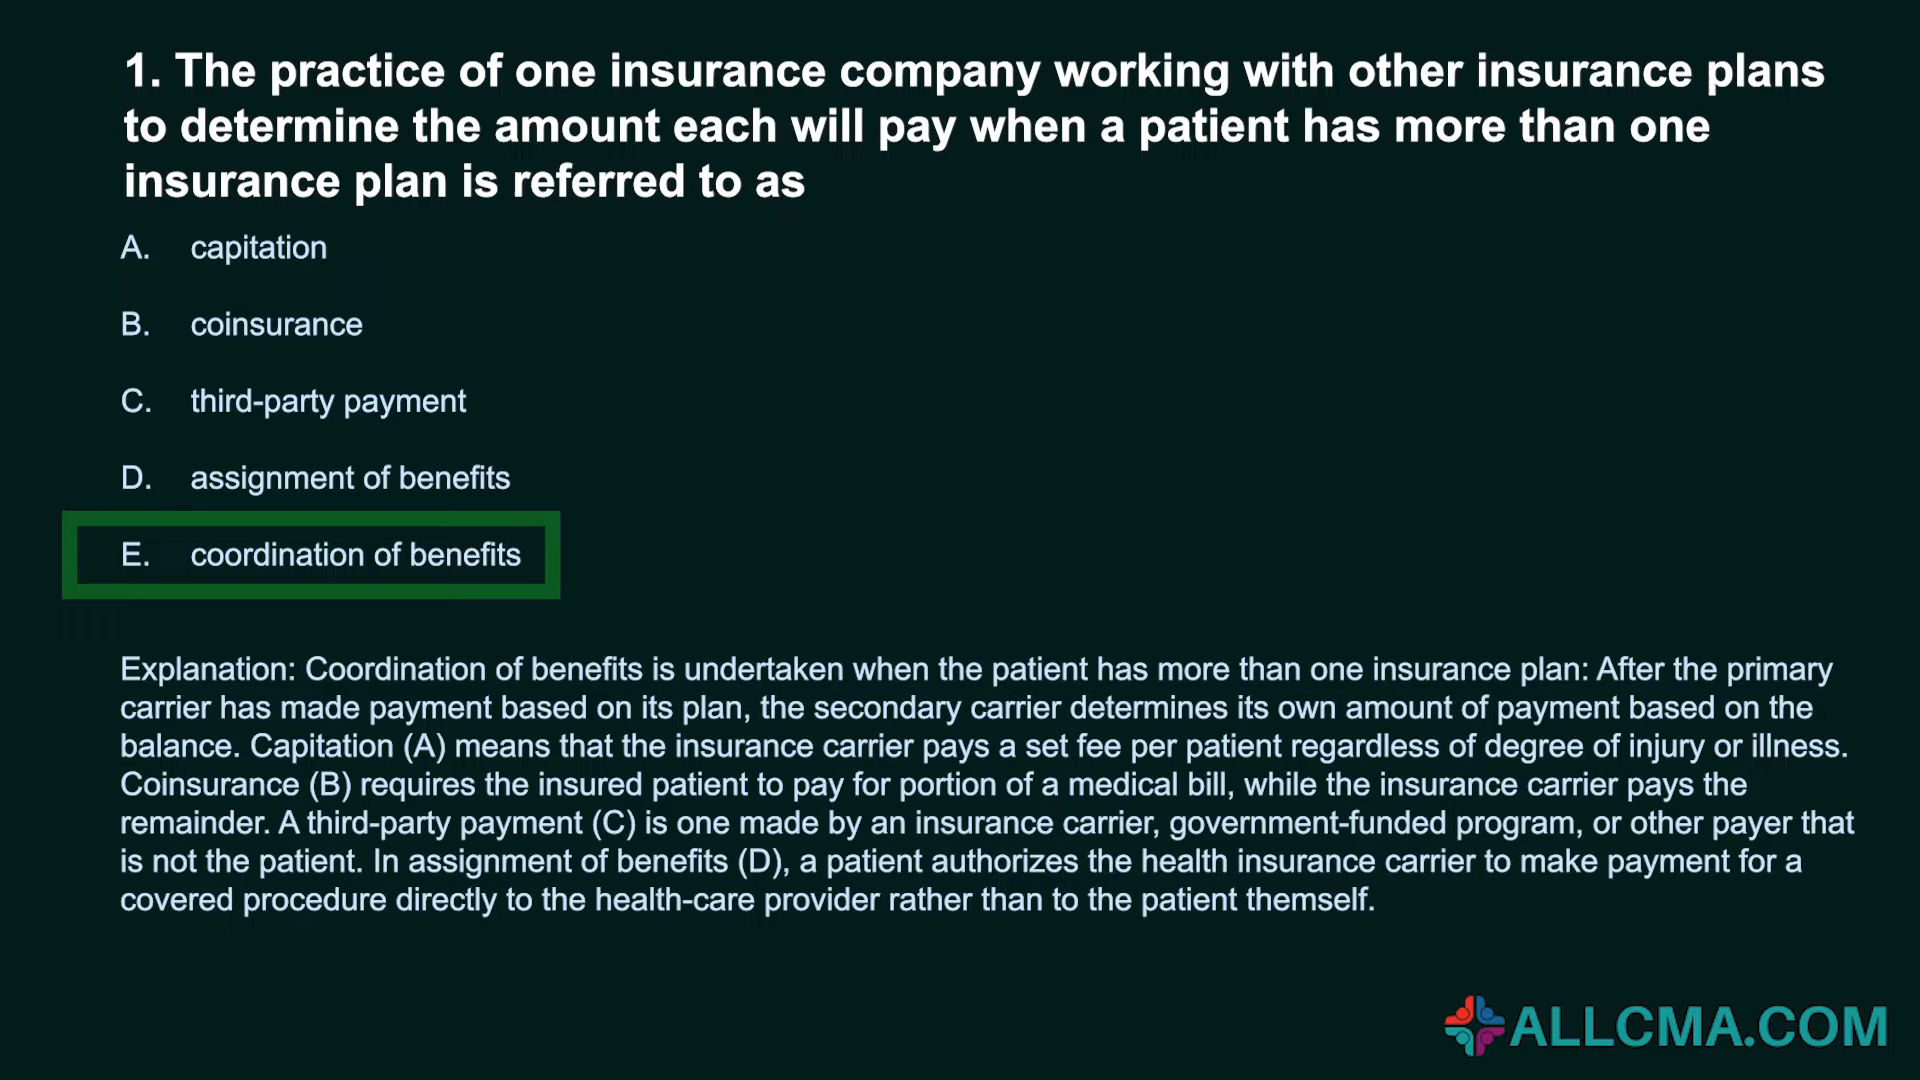 1. The practice of one insurance company working with other insurance plans
to determine the amount each will pay when a patient has more than one
insurance plan is referred to as
A. capitation
B. coinsurance
C. third-party payment
D. assignment of benefits
E. coordination of benefits
Explanation: Coordination of benefits is undertaken when the patient has more than one insurance plan: After the primary
carrier has made payment based on its plan, the secondary carrier determines its own amount of payment based on the
balance. Capitation (A) means that the insurance carrier pays a set fee per patient regardless of degree of injury or illness.
Coinsurance (B) requires the insured patient to pay for portion of a medical bill, while the insurance carrier pays the
remainder. A third-party payment (C) is one made by an insurance carrier, government-funded program, or other payer that
is not the patient. In assignment of benefits (D), a patient authorizes the health insurance carrier to make payment for a
covered procedure directly to the health-care provider rather than to the patient themself.
ALLCMA.COM